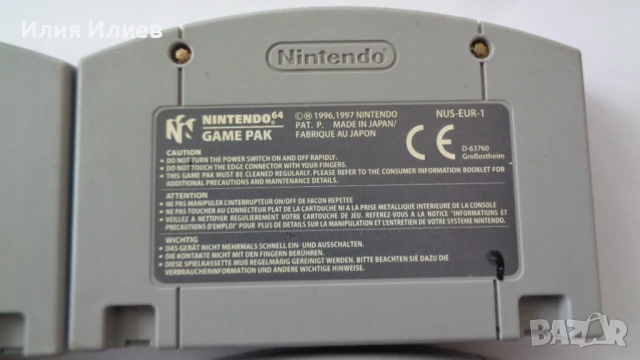 Илия Илиев
Nintendo
NINTENDO 64
GAME PAK
©Ⓜ 1996,1997 NINTENDO
PAT. P. MADE IN JAPAN/
FABRIQUE AU JAPON
NUS-EUR-1
CE
D-63760
Großostheim
CAUTION
• DO NOT TURN THE POWER SWITCH ON AND OFF RAPIDLY.
• DO NOT TOUCH THE EDGE CONNECTOR WITH YOUR FINGERS.
• THIS GAME PAK MUST BE CLEANED REGULARLY. PLEASE REFER TO THE CONSUMER INFORMATION BOOKLET FOR
ADDITIONAL PRECAUTIONS AND MAINTENANCE DETAILS.
ATTENTION
• NE PAS MANIPULER L'INTERRUPTEUR ON/OFF DE FACON REPETEE
• NE PAS TOUCHER AU CONNECTEUR PLAT DE LA CARTOUCHE NI A LA PRISE METALLIQUE INTERIEURE DE LA CONSOLE
• VEUILLEZ A NETTOYER REGULIEREMENT VOTRE CARTOUCHE DE JEU. REFEREZ-VOUS A LA NOTICE "INFORMATIONS ET
PRECAUTIONS D'EMPLOI" POUR PLUS DE DETAILS SUR LA MANIPULATION ET L'ENTRETIEN DE VOTRE SYSTEME NINTENDO.
WICHTIG
• DAS GERÄT NICHT MEHRMALS SCHNELL EIN- UND AUSSCHALTEN.
• DIE KONTAKTE NICHT MIT DEN FINGERN BERÜHREN.
• DIESE SPIELKASSETTE MUß REGELMÄßIG GEREINIGT WERDEN. BITTE BEACHTEN SIE DAZU DIE
VERBRAUCHERINFORMATION UND ANDERE HINWEISE.
BAZAR
.bg